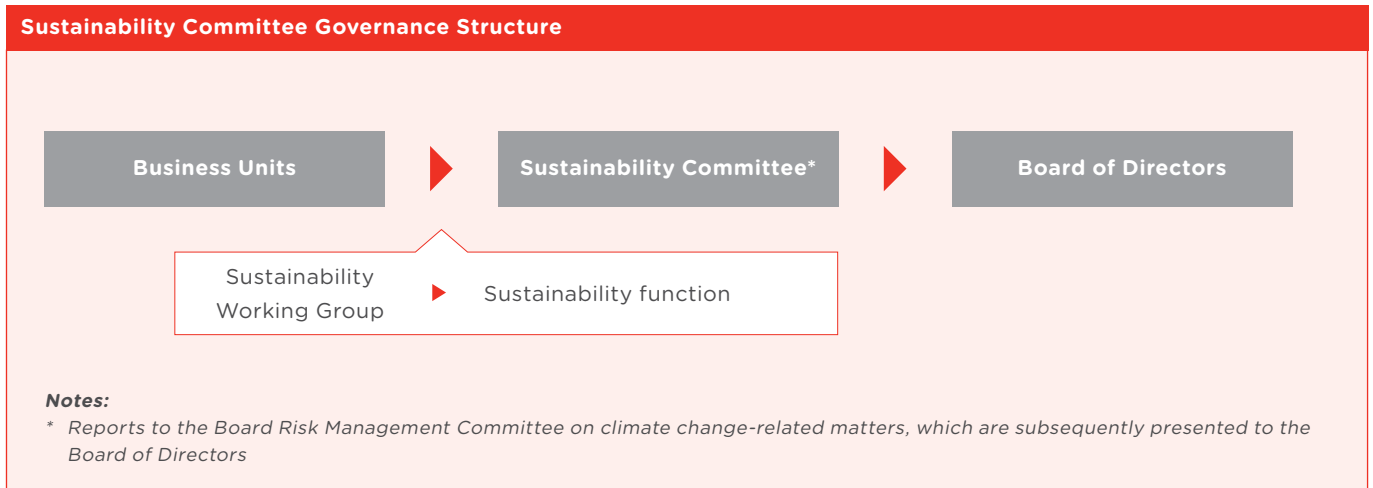 Sustainability Committee Governance Structure
Business Units
Sustainability Committee*
Board of Directors
Sustainability
Working Group
Sustainability function
Notes:
* Reports to the Board Risk Management Committee on climate change-related matters, which are subsequently presented to the
Board of Directors